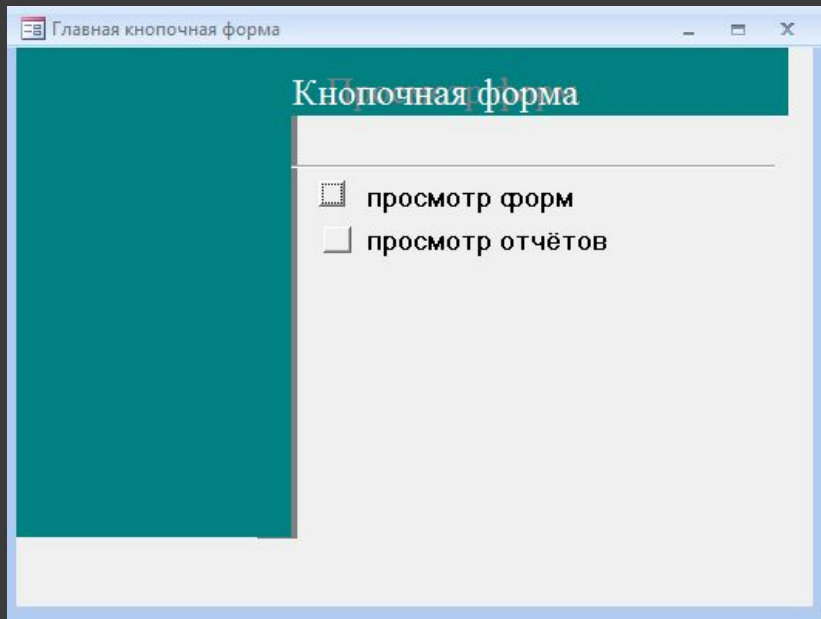 Главная кнопочная форма
Кнопочная форма
просмотр форм
просмотр отчётов